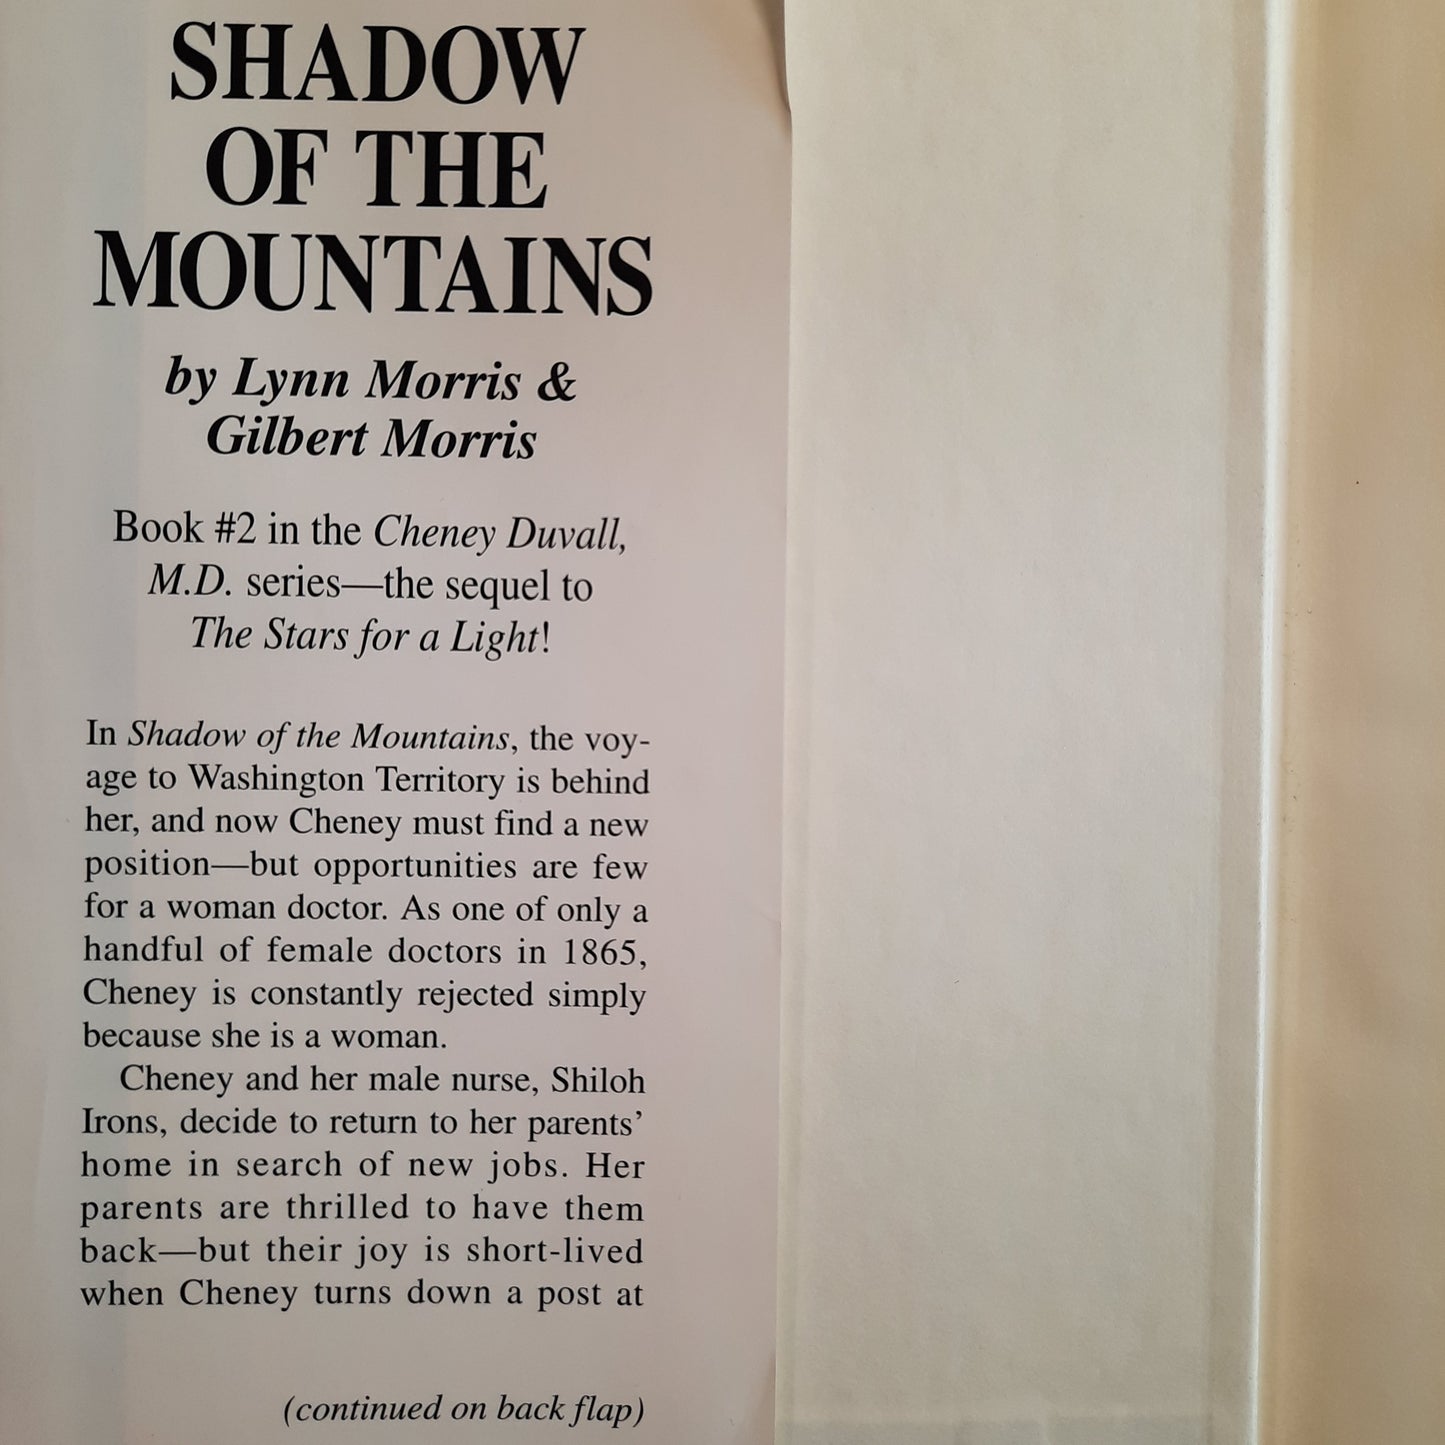 SHADOW
OF THE
MOUNTAINS
by Lynn Morris &
Gilbert Morris
Book #2 in the Cheney Duvall,
M.D. series—the sequel to
The Stars for a Light!
In Shadow of the Mountains, the voy-
age to Washington Territory is behind
her, and now Cheney must find a new
position—but opportunities are few
for a woman doctor. As one of only a
handful of female doctors in 1865,
Cheney is constantly rejected simply
because she is a woman.
Cheney and her male nurse, Shiloh
Irons, decide to return to her parents’
home in search of new jobs. Her
parents are thrilled to have them
back—but their joy is short-lived
when Cheney turns down a post at
(continued on back flap)